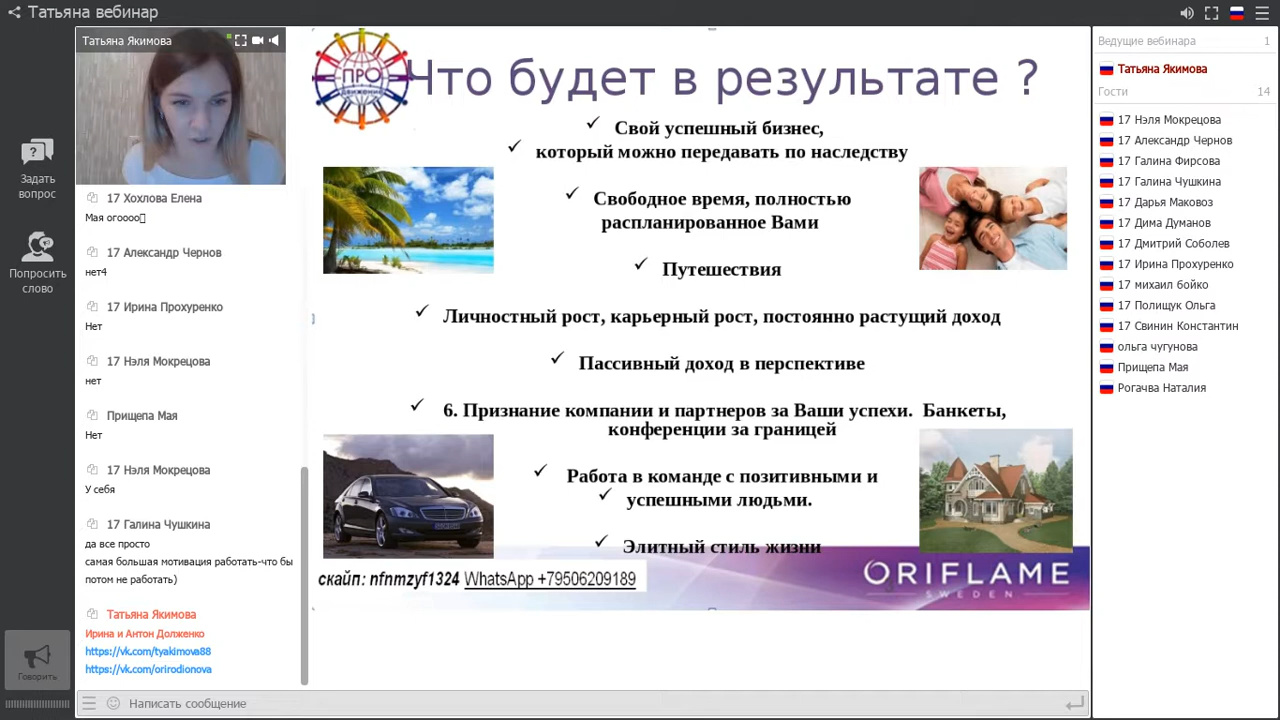 Татьяна вебинар
Задать
вопрос
Попросить
слово
Говорить
Татьяна Якимова
17 Хохлова Елена
Мая огоооо
17 Александр Чернов
нет4
17 Ирина Прохуренко
Нет
17 Нэля Мокрецова
нет
Прищепа Мая
Нет
17 Нэля Мокрецова
У себя
17 Галина Чушкина
да все просто
самая большая мотивация работать-что бы
потом не работать)
Татьяна Якимова
Ирина и Антон Долженко
https://vk.com/tyakimova88
https://vk.com/orirodionova
Написать сообщение
ПРО
движение
Что будет в результате ?
✓ Свой успешный бизнес,
✓ который можно передавать по наследству
✓ Свободное время, полностью
распланированное Вами
✓ Путешествия
✓ Личностный рост, карьерный рост, постоянно растущий доход
✓ Пассивный доход в перспективе
✓ 6. Признание компании и партнеров за Ваши успехи. Банкеты,
конференции за границей
✓ Работа в команде с позитивными и
✓ успешными людьми.
✓ Элитный стиль жизни
скайп: nfnmzyf1324 WhatsApp +79506209189
ORIFLAME
SWEDEN
Ведущие вебинара 1
Татьяна Якимова
Гости 14
17 Нэля Мокрецова
17 Александр Чернов
17 Галина Фирсова
17 Галина Чушкина
17 Дарья Маковоз
17 Дима Думанов
17 Дмитрий Соболев
17 Ирина Прохуренко
17 михаил бойко
17 Полищук Ольга
17 Свинин Константин
ольга чугунова
Прищепа Мая
Рогачва Наталия